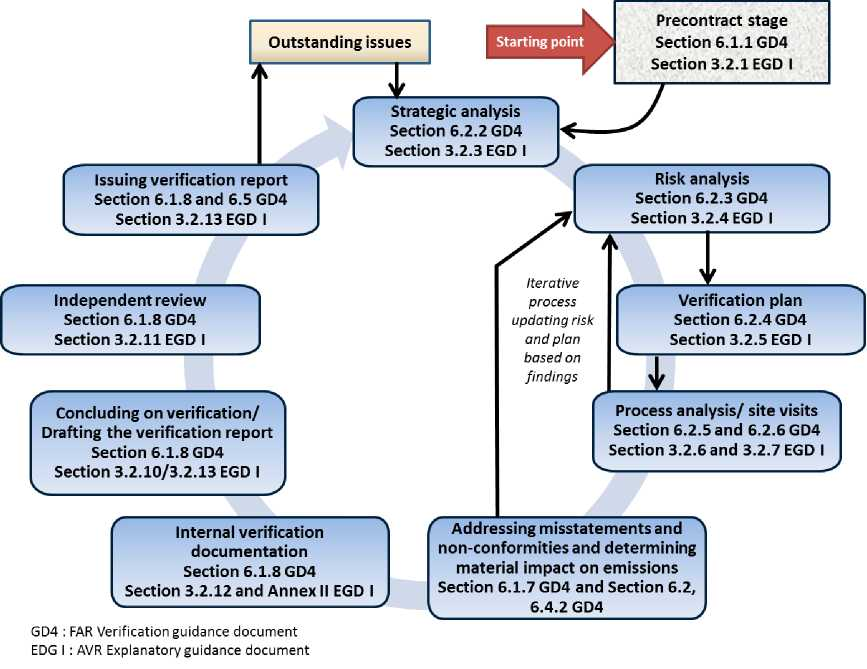 Outstanding issues
Starting point
Precontract stage
Section 6.1.1 GD4
Section 3.2.1 EGD I
Strategic analysis
Section 6.2.2 GD4
Section 3.2.3 EGD I
Risk analysis
Section 6.2.3 GD4
Section 3.2.4 EGD I
Verification plan
Section 6.2.4 GD4
Section 3.2.5 EGD I
Iterative
process
updating risk
and plan
based on
findings
Process analysis/ site visits
Section 6.2.5 and 6.2.6 GD4
Section 3.2.6 and 3.2.7 EGD I
Addressing misstatements and
non-conformities and determining
material impact on emissions
Section 6.1.7 GD4 and Section 6.2,
6.4.2 GD4
Internal verification
documentation
Section 6.1.8 GD4
Section 3.2.12 and Annex II EGD I
Concluding on verification/
Drafting the verification report
Section 6.1.8 GD4
Section 3.2.10/3.2.13 EGD I
Independent review
Section 6.1.8 GD4
Section 3.2.11 EGD I
Issuing verification report
Section 6.1.8 and 6.5 GD4
Section 3.2.13 EGD I
GD4 : FAR Verification guidance document
EDG I : AVR Explanatory guidance document